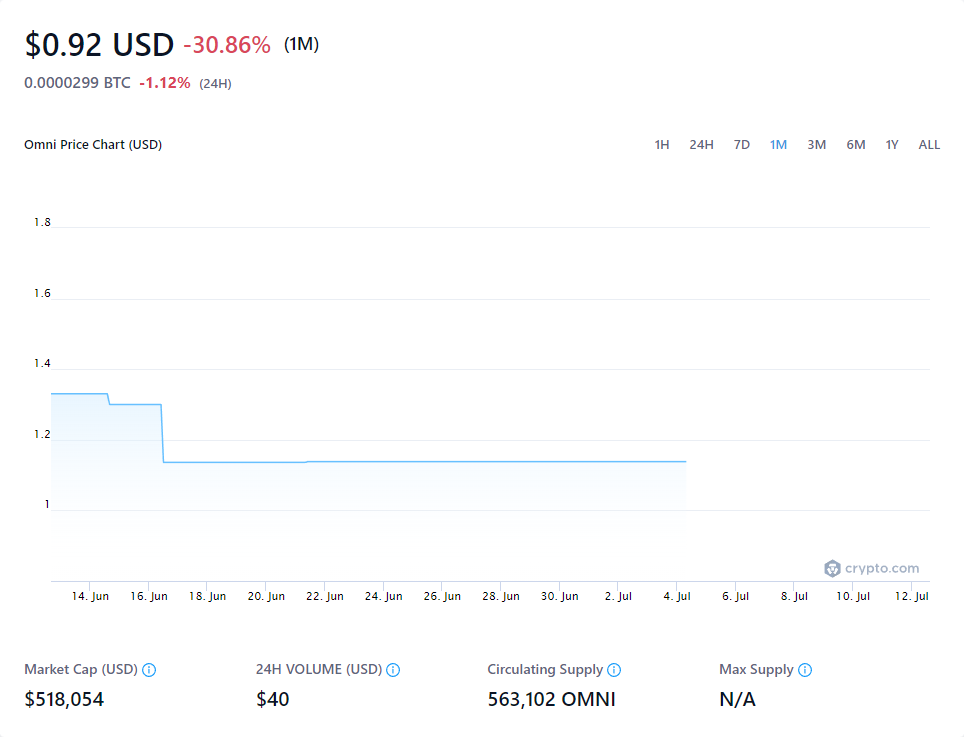 $0.92 USD -30.86% (1M)
0.0000299 BTC -1.12% (24H)
Omni Price Chart (USD) 1H 24H 7D 1M 3M 6M 1Y ALL
1.8
1.6
1.4
1.2
1
crypto.com
14. Jun 16. Jun 18. Jun 20. Jun 22. Jun 24. Jun 26. Jun 28. Jun 30. Jun 2. Jul 4. Jul 6. Jul 8. Jul 10. Jul 12. Jul
Market Cap (USD) 24H VOLUME (USD) Circulating Supply Max Supply
$518,054 $40 563,102 OMNI N/A